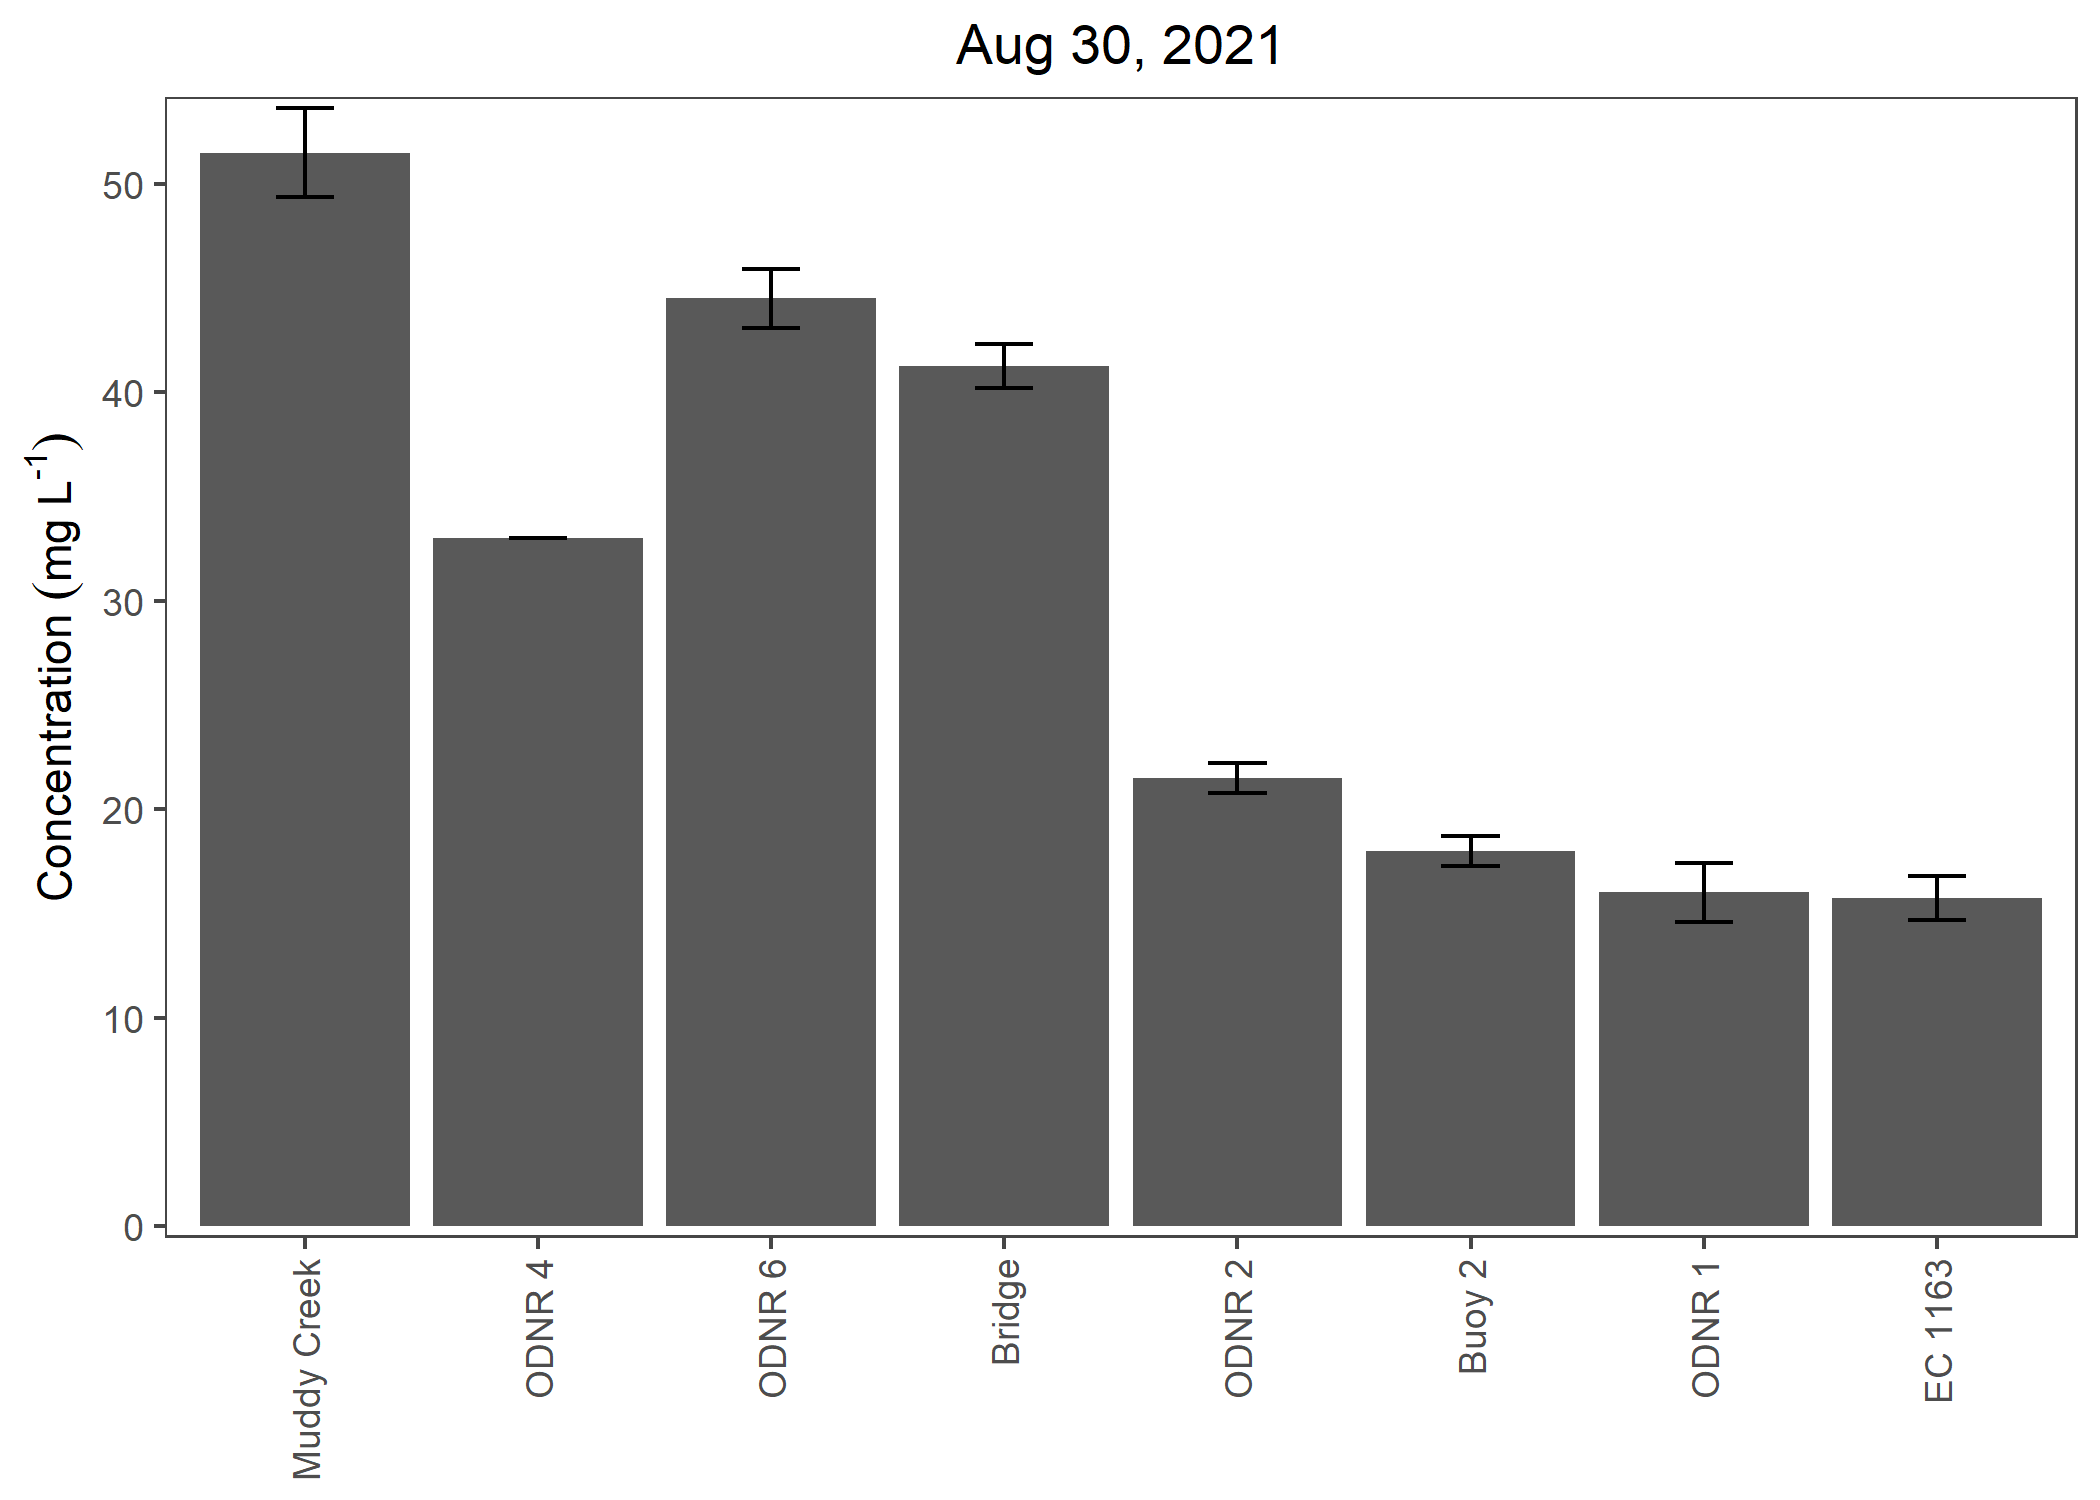 Aug 30, 2021
Concentration (mg L-1)
50
40
30
20
10
0
Muddy Creek
ODNR 4
ODNR 6
Bridge
ODNR 2
Buoy 2
ODNR 1
EC 1163